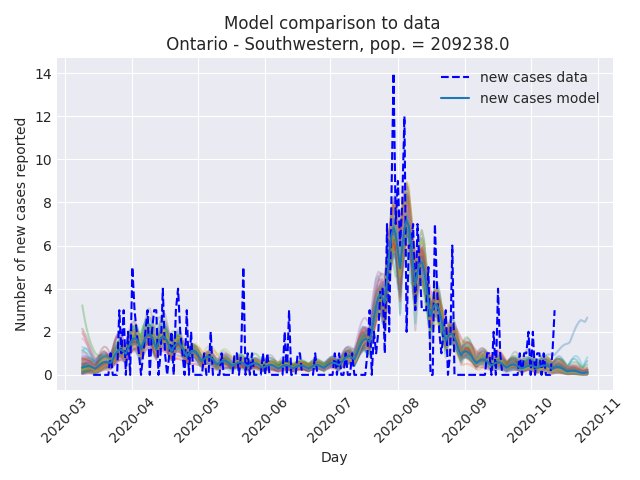 Model comparison to data
Ontario - Southwestern, pop. = 209238.0
new cases data
new cases model
Number of new cases reported
14
12
10
8
6
4
2
0
2020-03
2020-04
2020-05
2020-06
2020-07
2020-08
2020-09
2020-10
2020-11
Day